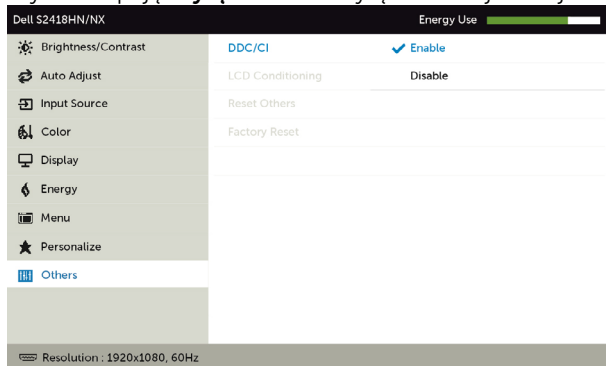 Dell S2418HN/NX
Energy Use
Brightness/Contrast
Auto Adjust
Input Source
Color
Display
Energy
Menu
Personalize
Others
DDC/CI
Enable
LCD Conditioning
Disable
Reset Others
Factory Reset
Resolution : 1920x1080, 60Hz